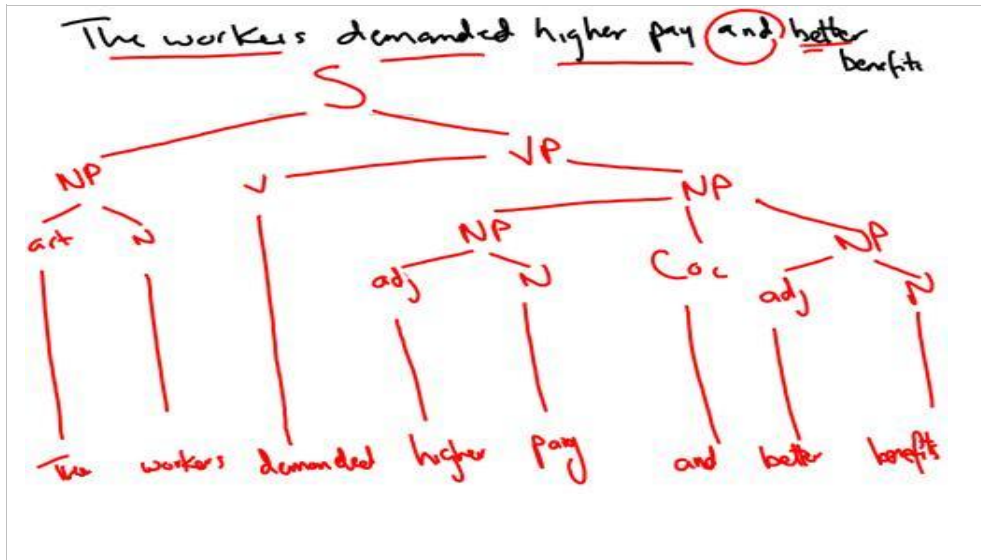 The workers demanded higher pay and better
benefits
S
NP VP
V NP
art N NP Coc NP
adj N adj N
The workers demanded higher pay and better benefits